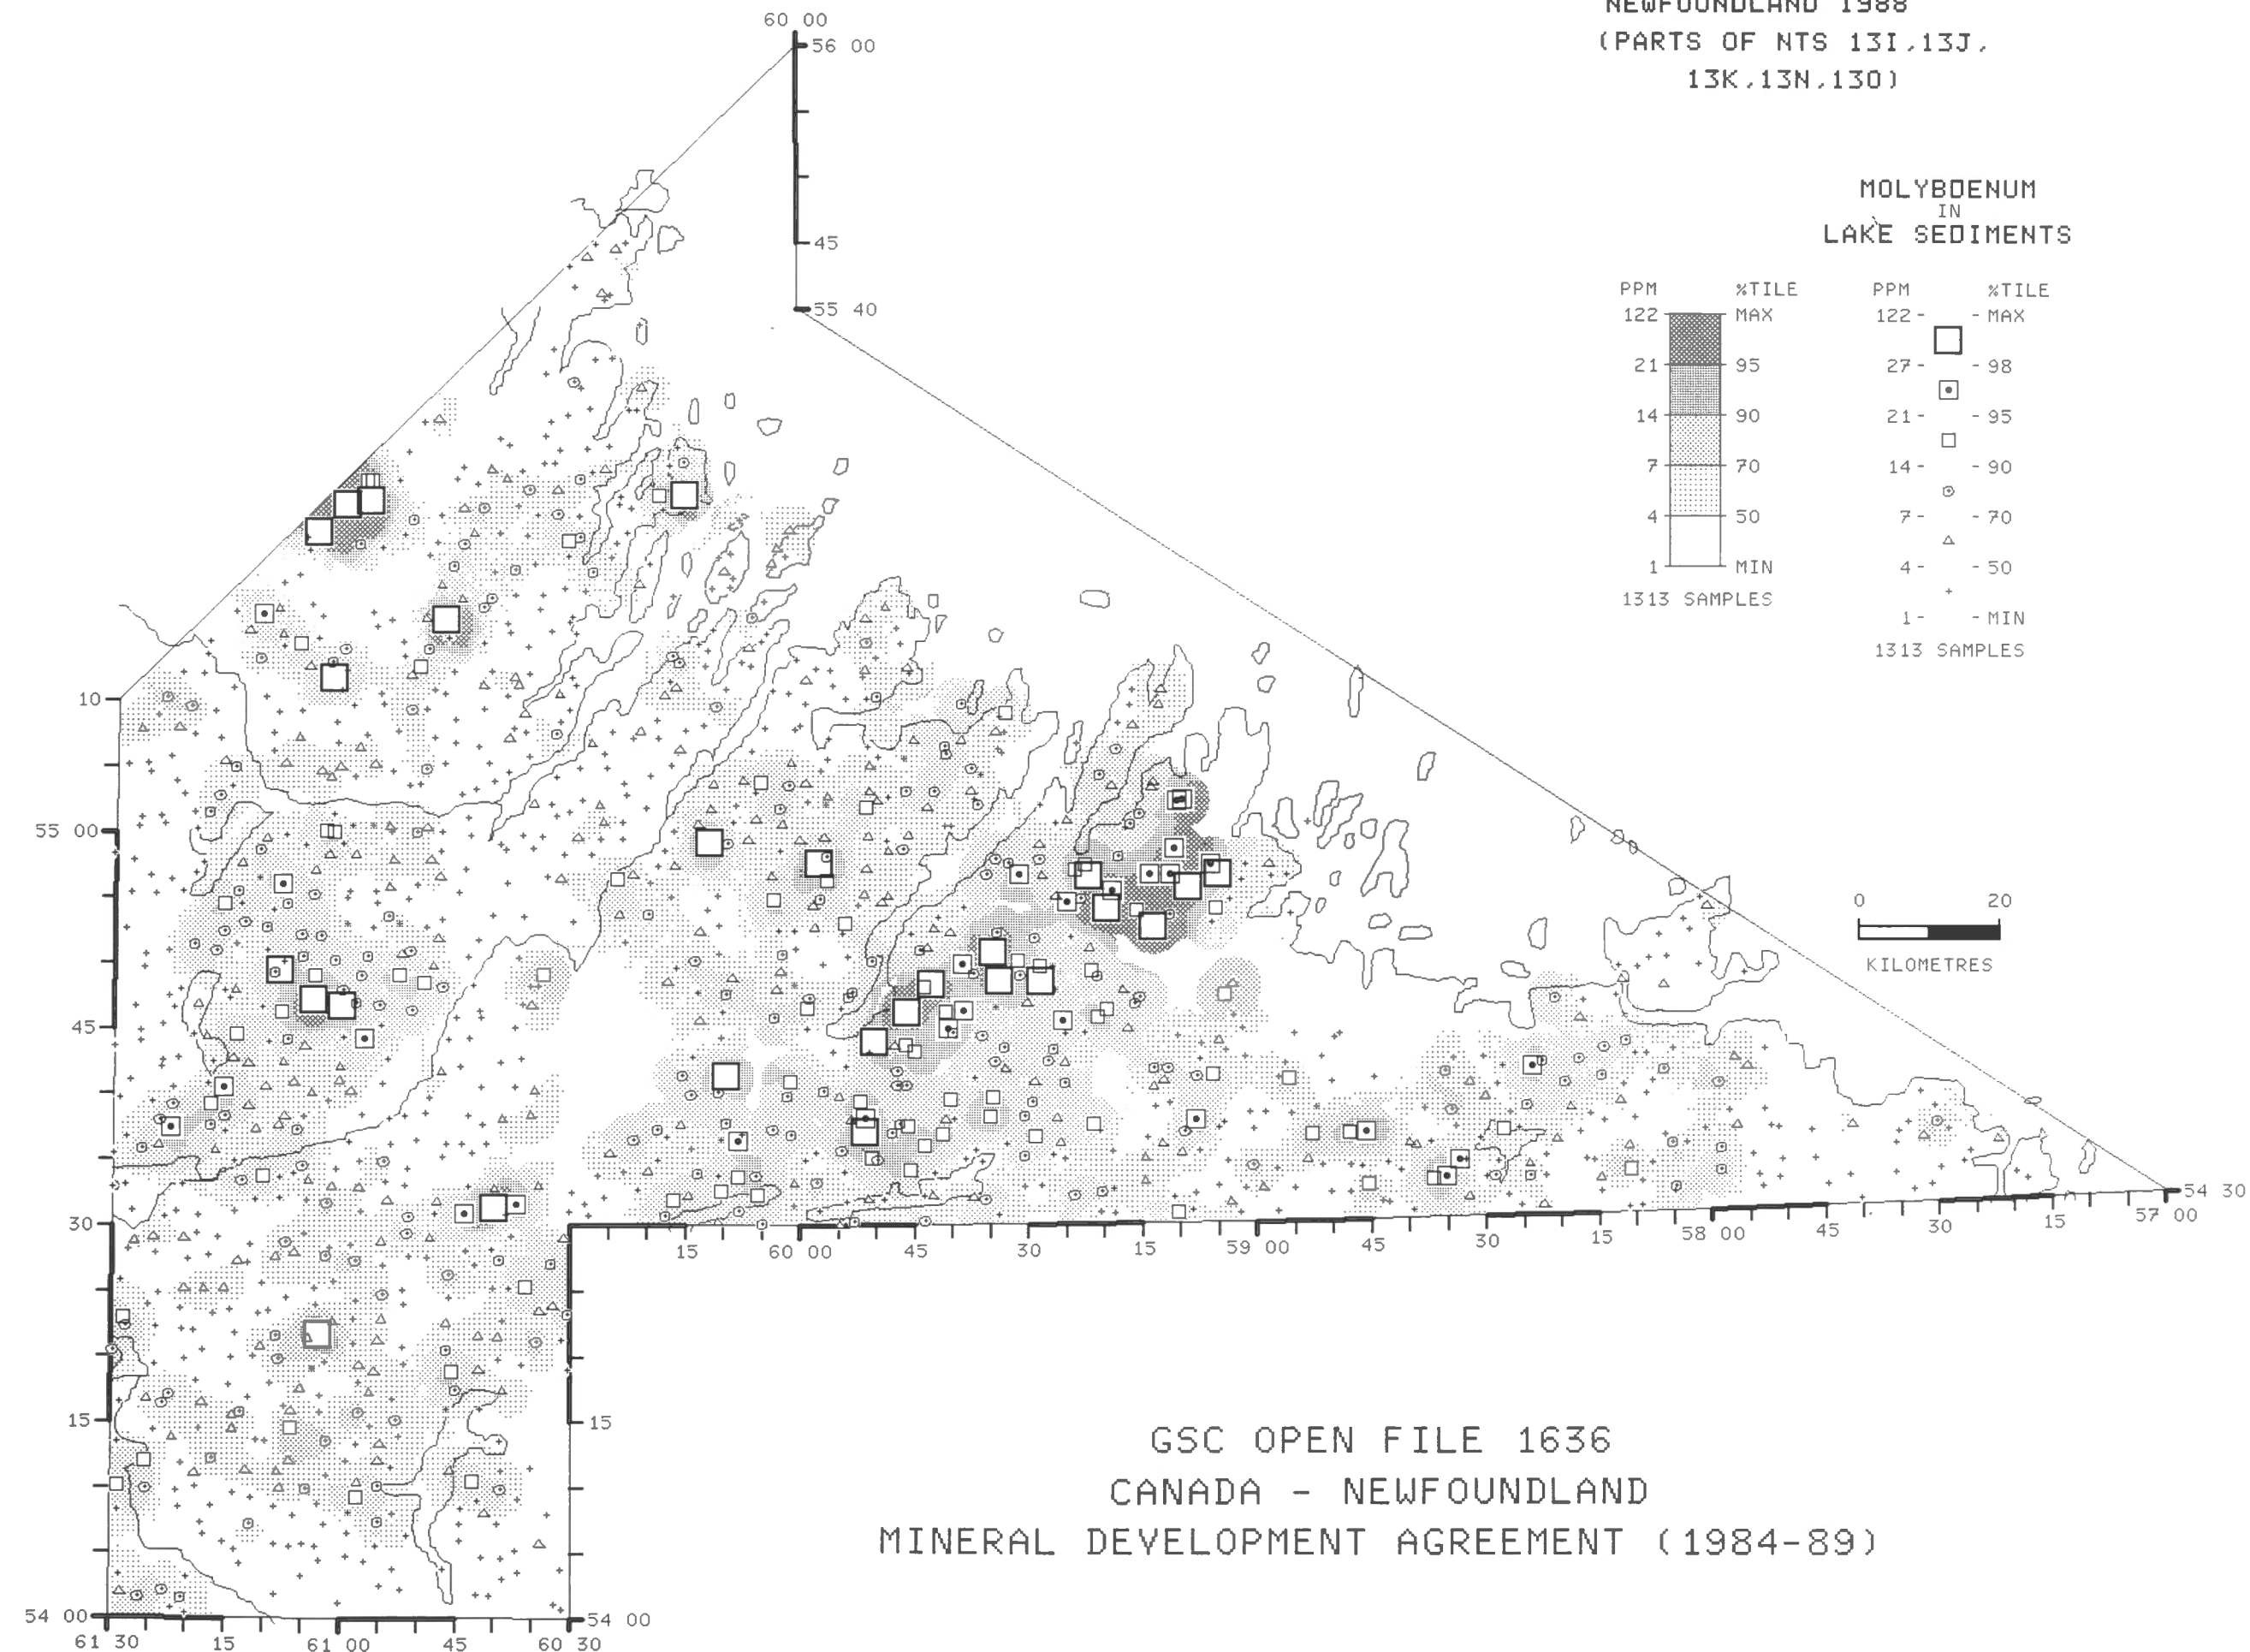 NEWFOUNDLAND 1988
(PARTS OF NTS 13I,13J,
13K,13N,13O)
60 00
56 00
45
55 40
MOLYBDENUM
IN
LAKE SEDIMENTS
PPM %TILE
122 MAX
21 95
14 90
7 70
4 50
1 MIN
1313 SAMPLES
PPM %TILE
122 - - MAX
27 - - 98
21 - - 95
14 - - 90
7 - - 70
4 - - 50
1 - - MIN
1313 SAMPLES
10
55 00
45
30
15
54 00
0 20
KILOMETRES
54 30
15 60 00 45 30 15 59 00 45 30 15 58 00 45 30 15 57 00
15
54 00
61 30 15 61 00 45 60 30
GSC OPEN FILE 1636
CANADA - NEWFOUNDLAND
MINERAL DEVELOPMENT AGREEMENT (1984-89)